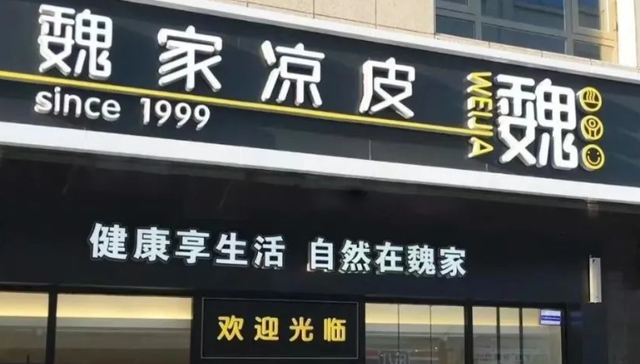 魏家凉皮
since 1999
WEIJIA
魏
健康享生活 自然在魏家
欢迎光临